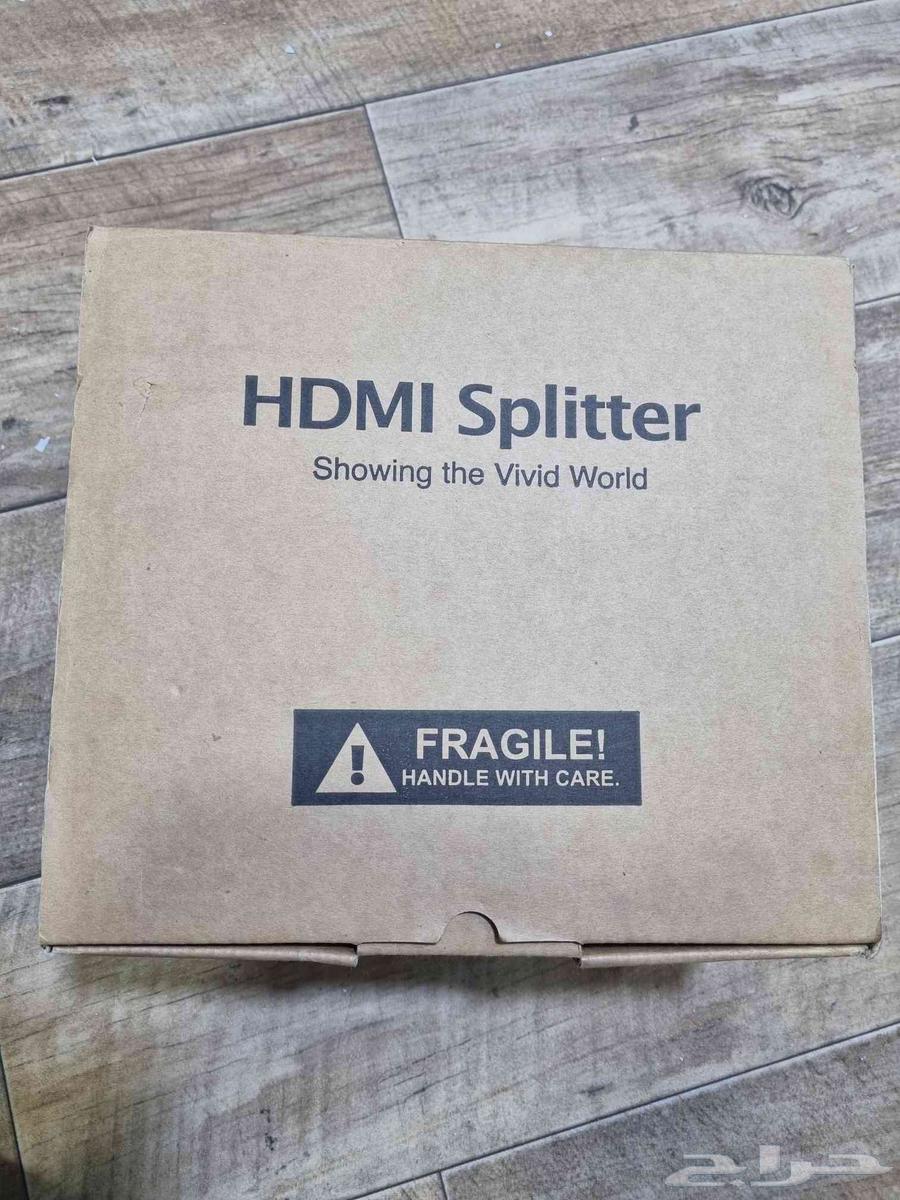 HDMI Splitter
Showing the Vivid World
FRAGILE!
HANDLE WITH CARE.
حراج